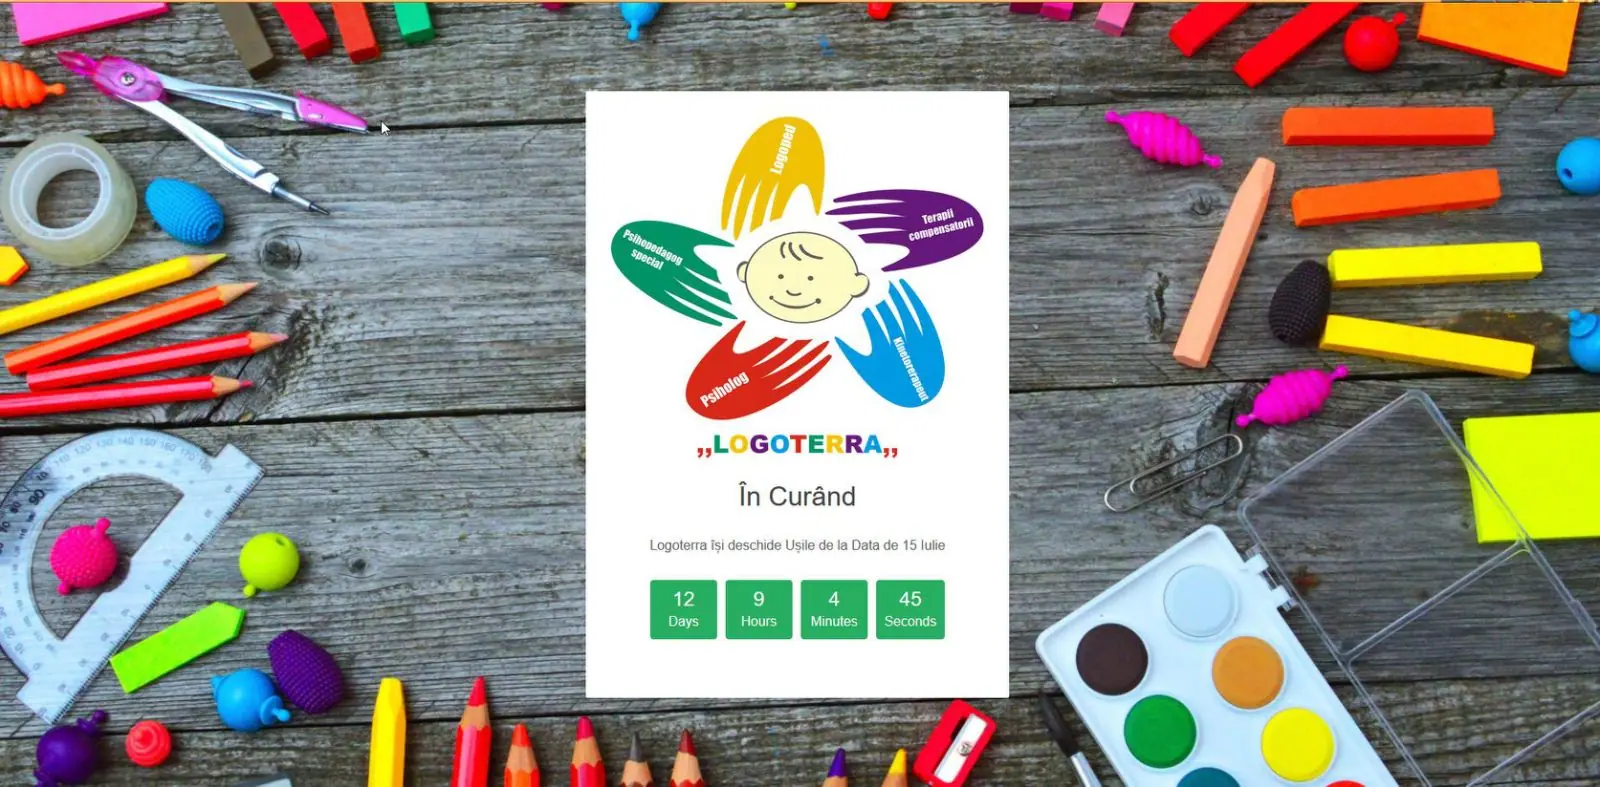 Logoped
Terapii
compensatorii
Psihopedagog
special
Kinetorerapeut
Psiholog
,,LOGOTERRA,,
În Curând
Logoterra își deschide Ușile de la Data de 15 Iulie
12
Days
9
Hours
4
Minutes
45
Seconds